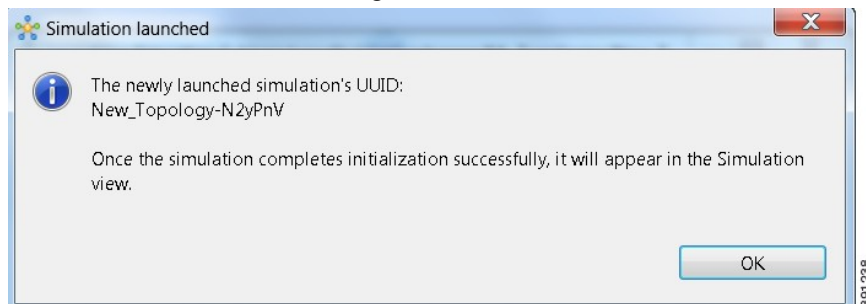 Simulation launched
X
The newly launched simulation's UUID:
New_Topology-N2yPnV
Once the simulation completes initialization successfully, it will appear in the Simulation
view.
OK